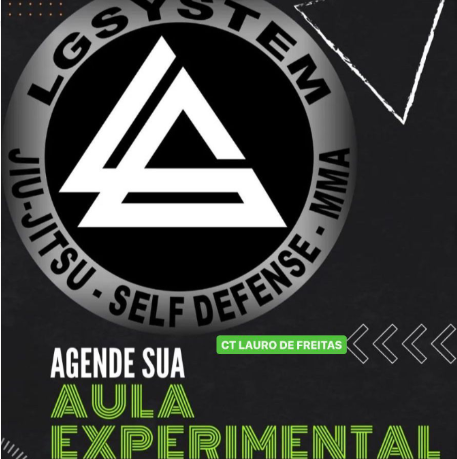 LGSYSTEM
JIU-JITSU - SELF DEFENSE - MMA
CT LAURO DE FREITAS
AGENDE SUA
AULA
EXPERIMENTAL